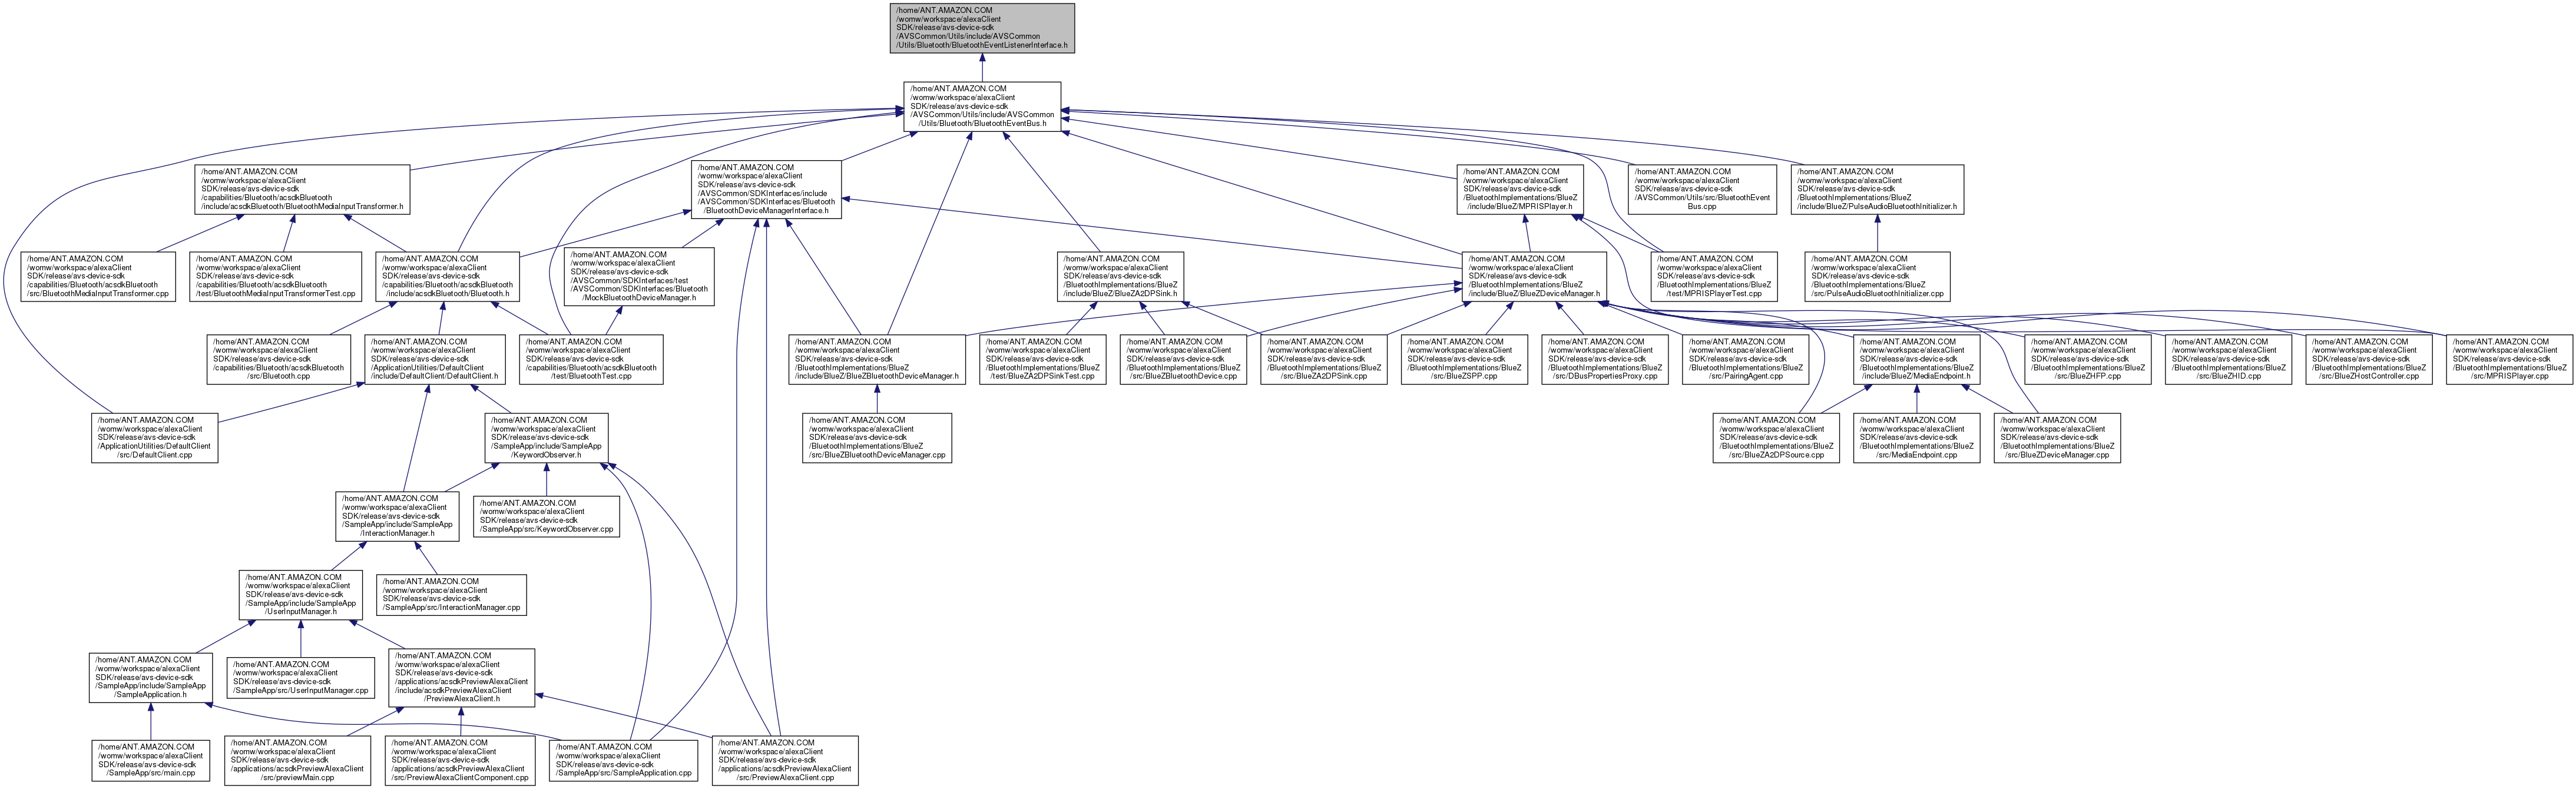 /home/ANT.AMAZON.COM
/womw/workspace/alexaClient
SDK/release/avs-device-sdk
/AVSCommon/Utils/include/AVSCommon
/Utils/Bluetooth/BluetoothEventListenerInterface.h
/home/ANT.AMAZON.COM
/womw/workspace/alexaClient
SDK/release/avs-device-sdk
/AVSCommon/Utils/include/AVSCommon
/Utils/Bluetooth/BluetoothEventBus.h
/home/ANT.AMAZON.COM
/womw/workspace/alexaClient
SDK/release/avs-device-sdk
/capabilities/Bluetooth/acsdkBluetooth
/include/acsdkBluetooth/BluetoothMediaInputTransformer.h
/home/ANT.AMAZON.COM
/womw/workspace/alexaClient
SDK/release/avs-device-sdk
/AVSCommon/SDKInterfaces/include
/AVSCommon/SDKInterfaces/Bluetooth
/BluetoothDeviceManagerInterface.h
/home/ANT.AMAZON.COM
/womw/workspace/alexaClient
SDK/release/avs-device-sdk
/BluetoothImplementations/BlueZ
/include/BlueZ/MPRISPlayer.h
/home/ANT.AMAZON.COM
/womw/workspace/alexaClient
SDK/release/avs-device-sdk
/AVSCommon/Utils/src/BluetoothEvent
Bus.cpp
/home/ANT.AMAZON.COM
/womw/workspace/alexaClient
SDK/release/avs-device-sdk
/BluetoothImplementations/BlueZ
/include/BlueZ/PulseAudioBluetoothInitializer.h
/home/ANT.AMAZON.COM
/womw/workspace/alexaClient
SDK/release/avs-device-sdk
/capabilities/Bluetooth/acsdkBluetooth
/src/BluetoothMediaInputTransformer.cpp
/home/ANT.AMAZON.COM
/womw/workspace/alexaClient
SDK/release/avs-device-sdk
/capabilities/Bluetooth/acsdkBluetooth
/test/BluetoothMediaInputTransformerTest.cpp
/home/ANT.AMAZON.COM
/womw/workspace/alexaClient
SDK/release/avs-device-sdk
/capabilities/Bluetooth/acsdkBluetooth
/include/acsdkBluetooth/Bluetooth.h
/home/ANT.AMAZON.COM
/womw/workspace/alexaClient
SDK/release/avs-device-sdk
/AVSCommon/SDKInterfaces/test
/AVSCommon/SDKInterfaces/Bluetooth
/MockBluetoothDeviceManager.h
/home/ANT.AMAZON.COM
/womw/workspace/alexaClient
SDK/release/avs-device-sdk
/BluetoothImplementations/BlueZ
/include/BlueZ/BlueZA2DPSink.h
/home/ANT.AMAZON.COM
/womw/workspace/alexaClient
SDK/release/avs-device-sdk
/BluetoothImplementations/BlueZ
/include/BlueZ/BlueZDeviceManager.h
/home/ANT.AMAZON.COM
/womw/workspace/alexaClient
SDK/release/avs-device-sdk
/BluetoothImplementations/BlueZ
/test/MPRISPlayerTest.cpp
/home/ANT.AMAZON.COM
/womw/workspace/alexaClient
SDK/release/avs-device-sdk
/BluetoothImplementations/BlueZ
/src/PulseAudioBluetoothInitializer.cpp
/home/ANT.AMAZON.COM
/womw/workspace/alexaClient
SDK/release/avs-device-sdk
/capabilities/Bluetooth/acsdkBluetooth
/src/Bluetooth.cpp
/home/ANT.AMAZON.COM
/womw/workspace/alexaClient
SDK/release/avs-device-sdk
/ApplicationUtilities/DefaultClient
/include/DefaultClient/DefaultClient.h
/home/ANT.AMAZON.COM
/womw/workspace/alexaClient
SDK/release/avs-device-sdk
/capabilities/Bluetooth/acsdkBluetooth
/test/BluetoothTest.cpp
/home/ANT.AMAZON.COM
/womw/workspace/alexaClient
SDK/release/avs-device-sdk
/BluetoothImplementations/BlueZ
/include/BlueZ/BlueZBluetoothDeviceManager.h
/home/ANT.AMAZON.COM
/womw/workspace/alexaClient
SDK/release/avs-device-sdk
/BluetoothImplementations/BlueZ
/test/BlueZA2DPSinkTest.cpp
/home/ANT.AMAZON.COM
/womw/workspace/alexaClient
SDK/release/avs-device-sdk
/BluetoothImplementations/BlueZ
/src/BlueZBluetoothDevice.cpp
/home/ANT.AMAZON.COM
/womw/workspace/alexaClient
SDK/release/avs-device-sdk
/BluetoothImplementations/BlueZ
/src/BlueZA2DPSink.cpp
/home/ANT.AMAZON.COM
/womw/workspace/alexaClient
SDK/release/avs-device-sdk
/BluetoothImplementations/BlueZ
/src/BlueZSPP.cpp
/home/ANT.AMAZON.COM
/womw/workspace/alexaClient
SDK/release/avs-device-sdk
/BluetoothImplementations/BlueZ
/src/DBusPropertiesProxy.cpp
/home/ANT.AMAZON.COM
/womw/workspace/alexaClient
SDK/release/avs-device-sdk
/BluetoothImplementations/BlueZ
/src/PairingAgent.cpp
/home/ANT.AMAZON.COM
/womw/workspace/alexaClient
SDK/release/avs-device-sdk
/BluetoothImplementations/BlueZ
/include/BlueZ/MediaEndpoint.h
/home/ANT.AMAZON.COM
/womw/workspace/alexaClient
SDK/release/avs-device-sdk
/BluetoothImplementations/BlueZ
/src/BlueZHFP.cpp
/home/ANT.AMAZON.COM
/womw/workspace/alexaClient
SDK/release/avs-device-sdk
/BluetoothImplementations/BlueZ
/src/BlueZHID.cpp
/home/ANT.AMAZON.COM
/womw/workspace/alexaClient
SDK/release/avs-device-sdk
/BluetoothImplementations/BlueZ
/src/BlueZHostController.cpp
/home/ANT.AMAZON.COM
/womw/workspace/alexaClient
SDK/release/avs-device-sdk
/BluetoothImplementations/BlueZ
/src/MPRISPlayer.cpp
/home/ANT.AMAZON.COM
/womw/workspace/alexaClient
SDK/release/avs-device-sdk
/ApplicationUtilities/DefaultClient
/src/DefaultClient.cpp
/home/ANT.AMAZON.COM
/womw/workspace/alexaClient
SDK/release/avs-device-sdk
/SampleApp/include/SampleApp
/KeywordObserver.h
/home/ANT.AMAZON.COM
/womw/workspace/alexaClient
SDK/release/avs-device-sdk
/BluetoothImplementations/BlueZ
/src/BlueZBluetoothDeviceManager.cpp
/home/ANT.AMAZON.COM
/womw/workspace/alexaClient
SDK/release/avs-device-sdk
/BluetoothImplementations/BlueZ
/src/BlueZA2DPSource.cpp
/home/ANT.AMAZON.COM
/womw/workspace/alexaClient
SDK/release/avs-device-sdk
/BluetoothImplementations/BlueZ
/src/MediaEndpoint.cpp
/home/ANT.AMAZON.COM
/womw/workspace/alexaClient
SDK/release/avs-device-sdk
/BluetoothImplementations/BlueZ
/src/BlueZDeviceManager.cpp
/home/ANT.AMAZON.COM
/womw/workspace/alexaClient
SDK/release/avs-device-sdk
/SampleApp/include/SampleApp
/InteractionManager.h
/home/ANT.AMAZON.COM
/womw/workspace/alexaClient
SDK/release/avs-device-sdk
/SampleApp/src/KeywordObserver.cpp
/home/ANT.AMAZON.COM
/womw/workspace/alexaClient
SDK/release/avs-device-sdk
/SampleApp/include/SampleApp
/UserInputManager.h
/home/ANT.AMAZON.COM
/womw/workspace/alexaClient
SDK/release/avs-device-sdk
/SampleApp/src/InteractionManager.cpp
/home/ANT.AMAZON.COM
/womw/workspace/alexaClient
SDK/release/avs-device-sdk
/SampleApp/include/SampleApp
/SampleApplication.h
/home/ANT.AMAZON.COM
/womw/workspace/alexaClient
SDK/release/avs-device-sdk
/SampleApp/src/UserInputManager.cpp
/home/ANT.AMAZON.COM
/womw/workspace/alexaClient
SDK/release/avs-device-sdk
/applications/acsdkPreviewAlexaClient
/include/acsdkPreviewAlexaClient
/PreviewAlexaClient.h
/home/ANT.AMAZON.COM
/womw/workspace/alexaClient
SDK/release/avs-device-sdk
/SampleApp/src/main.cpp
/home/ANT.AMAZON.COM
/womw/workspace/alexaClient
SDK/release/avs-device-sdk
/applications/acsdkPreviewAlexaClient
/src/previewMain.cpp
/home/ANT.AMAZON.COM
/womw/workspace/alexaClient
SDK/release/avs-device-sdk
/applications/acsdkPreviewAlexaClient
/src/PreviewAlexaClientComponent.cpp
/home/ANT.AMAZON.COM
/womw/workspace/alexaClient
SDK/release/avs-device-sdk
/SampleApp/src/SampleApplication.cpp
/home/ANT.AMAZON.COM
/womw/workspace/alexaClient
SDK/release/avs-device-sdk
/applications/acsdkPreviewAlexaClient
/src/PreviewAlexaClient.cpp